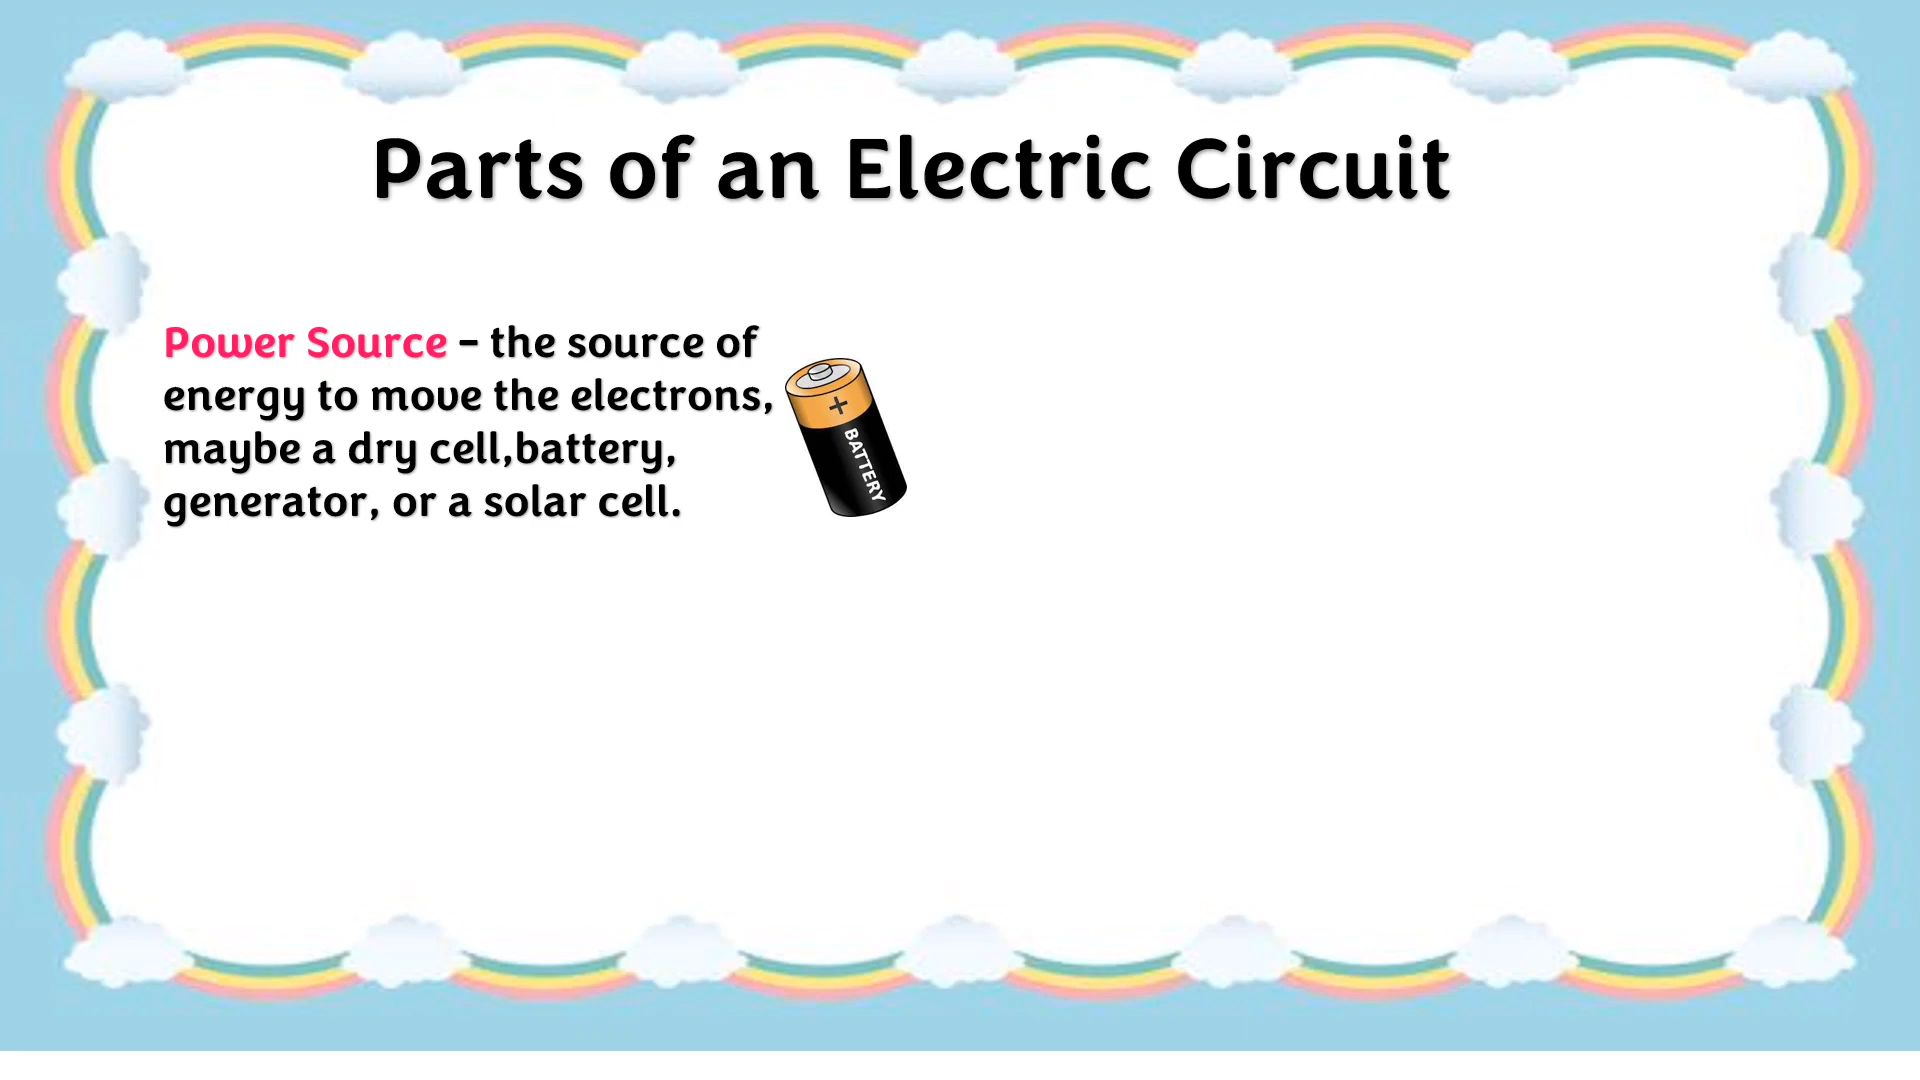 Parts of an Electric Circuit
Power Source – the source of
energy to move the electrons,
maybe a dry cell,battery,
generator, or a solar cell.
+
BATTERY